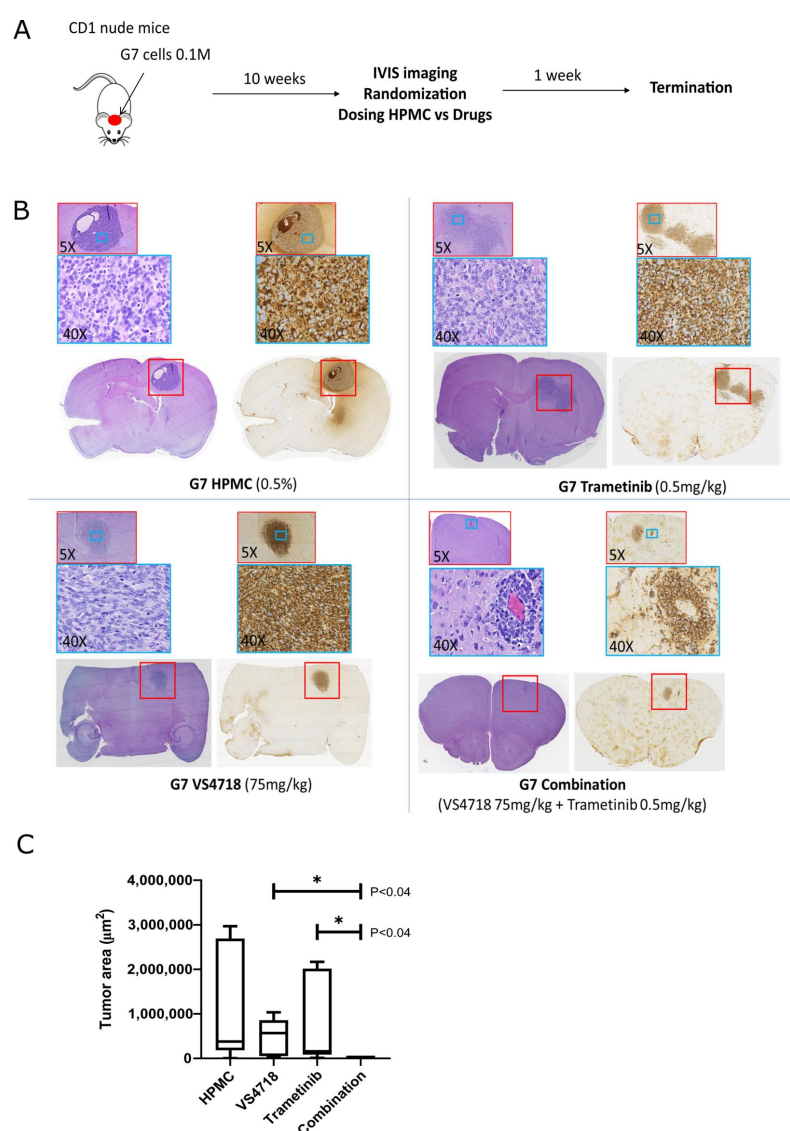 A
CD1 nude mice
G7 cells 0.1M
10 weeks
IVIS imaging
Randomization
Dosing HPMC vs Drugs
1 week
Termination
B
5X
5X
40X
40X
G7 HPMC (0.5%)
5X
5X
40X
40X
G7 Trametinib (0.5mg/kg)
5X
5X
40X
40X
G7 VS4718 (75mg/kg)
5X
5X
40X
40X
G7 Combination
(VS4718 75mg/kg + Trametinib 0.5mg/kg)
C
Tumor area (μm²)
4,000,000
3,000,000
2,000,000
1,000,000
0
* P<0.04
* P<0.04
HPMC
VS4718
Trametinib
Combination